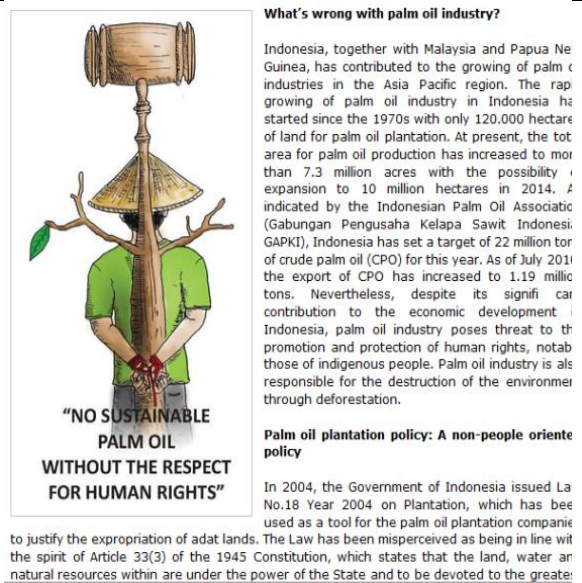 “NO SUSTAINABLE
PALM OIL
WITHOUT THE RESPECT
FOR HUMAN RIGHTS”
What’s wrong with palm oil industry?
Indonesia, together with Malaysia and Papua Ne
Guinea, has contributed to the growing of palm
industries in the Asia Pacific region. The rapi
growing of palm oil industry in Indonesia ha
started since the 1970s with only 120.000 hectare
of land for palm oil plantation. At present, the tot
area for palm oil production has increased to mor
than 7.3 million acres with the possibility
expansion to 10 million hectares in 2014. A
indicated by the Indonesian Palm Oil Associatio
(Gabungan Pengusaha Kelapa Sawit Indonesi
GAPKI), Indonesia has set a target of 22 million ton
of crude palm oil (CPO) for this year. As of July 201
the export of CPO has increased to 1.19 millio
tons. Nevertheless, despite its signifi can
contribution to the economic development
Indonesia, palm oil industry poses threat to th
promotion and protection of human rights, notab
those of indigenous people. Palm oil industry is als
responsible for the destruction of the environmen
through deforestation.
Palm oil plantation policy: A non-people oriente
policy
In 2004, the Government of Indonesia issued La
No.18 Year 2004 on Plantation, which has bee
used as a tool for the palm oil plantation companie
to justify the expropriation of adat lands. The Law has been misperceived as being in line wit
the spirit of Article 33(3) of the 1945 Constitution, which states that the land, water an
natural resources within are under the power of the State and to be devoted to the greates